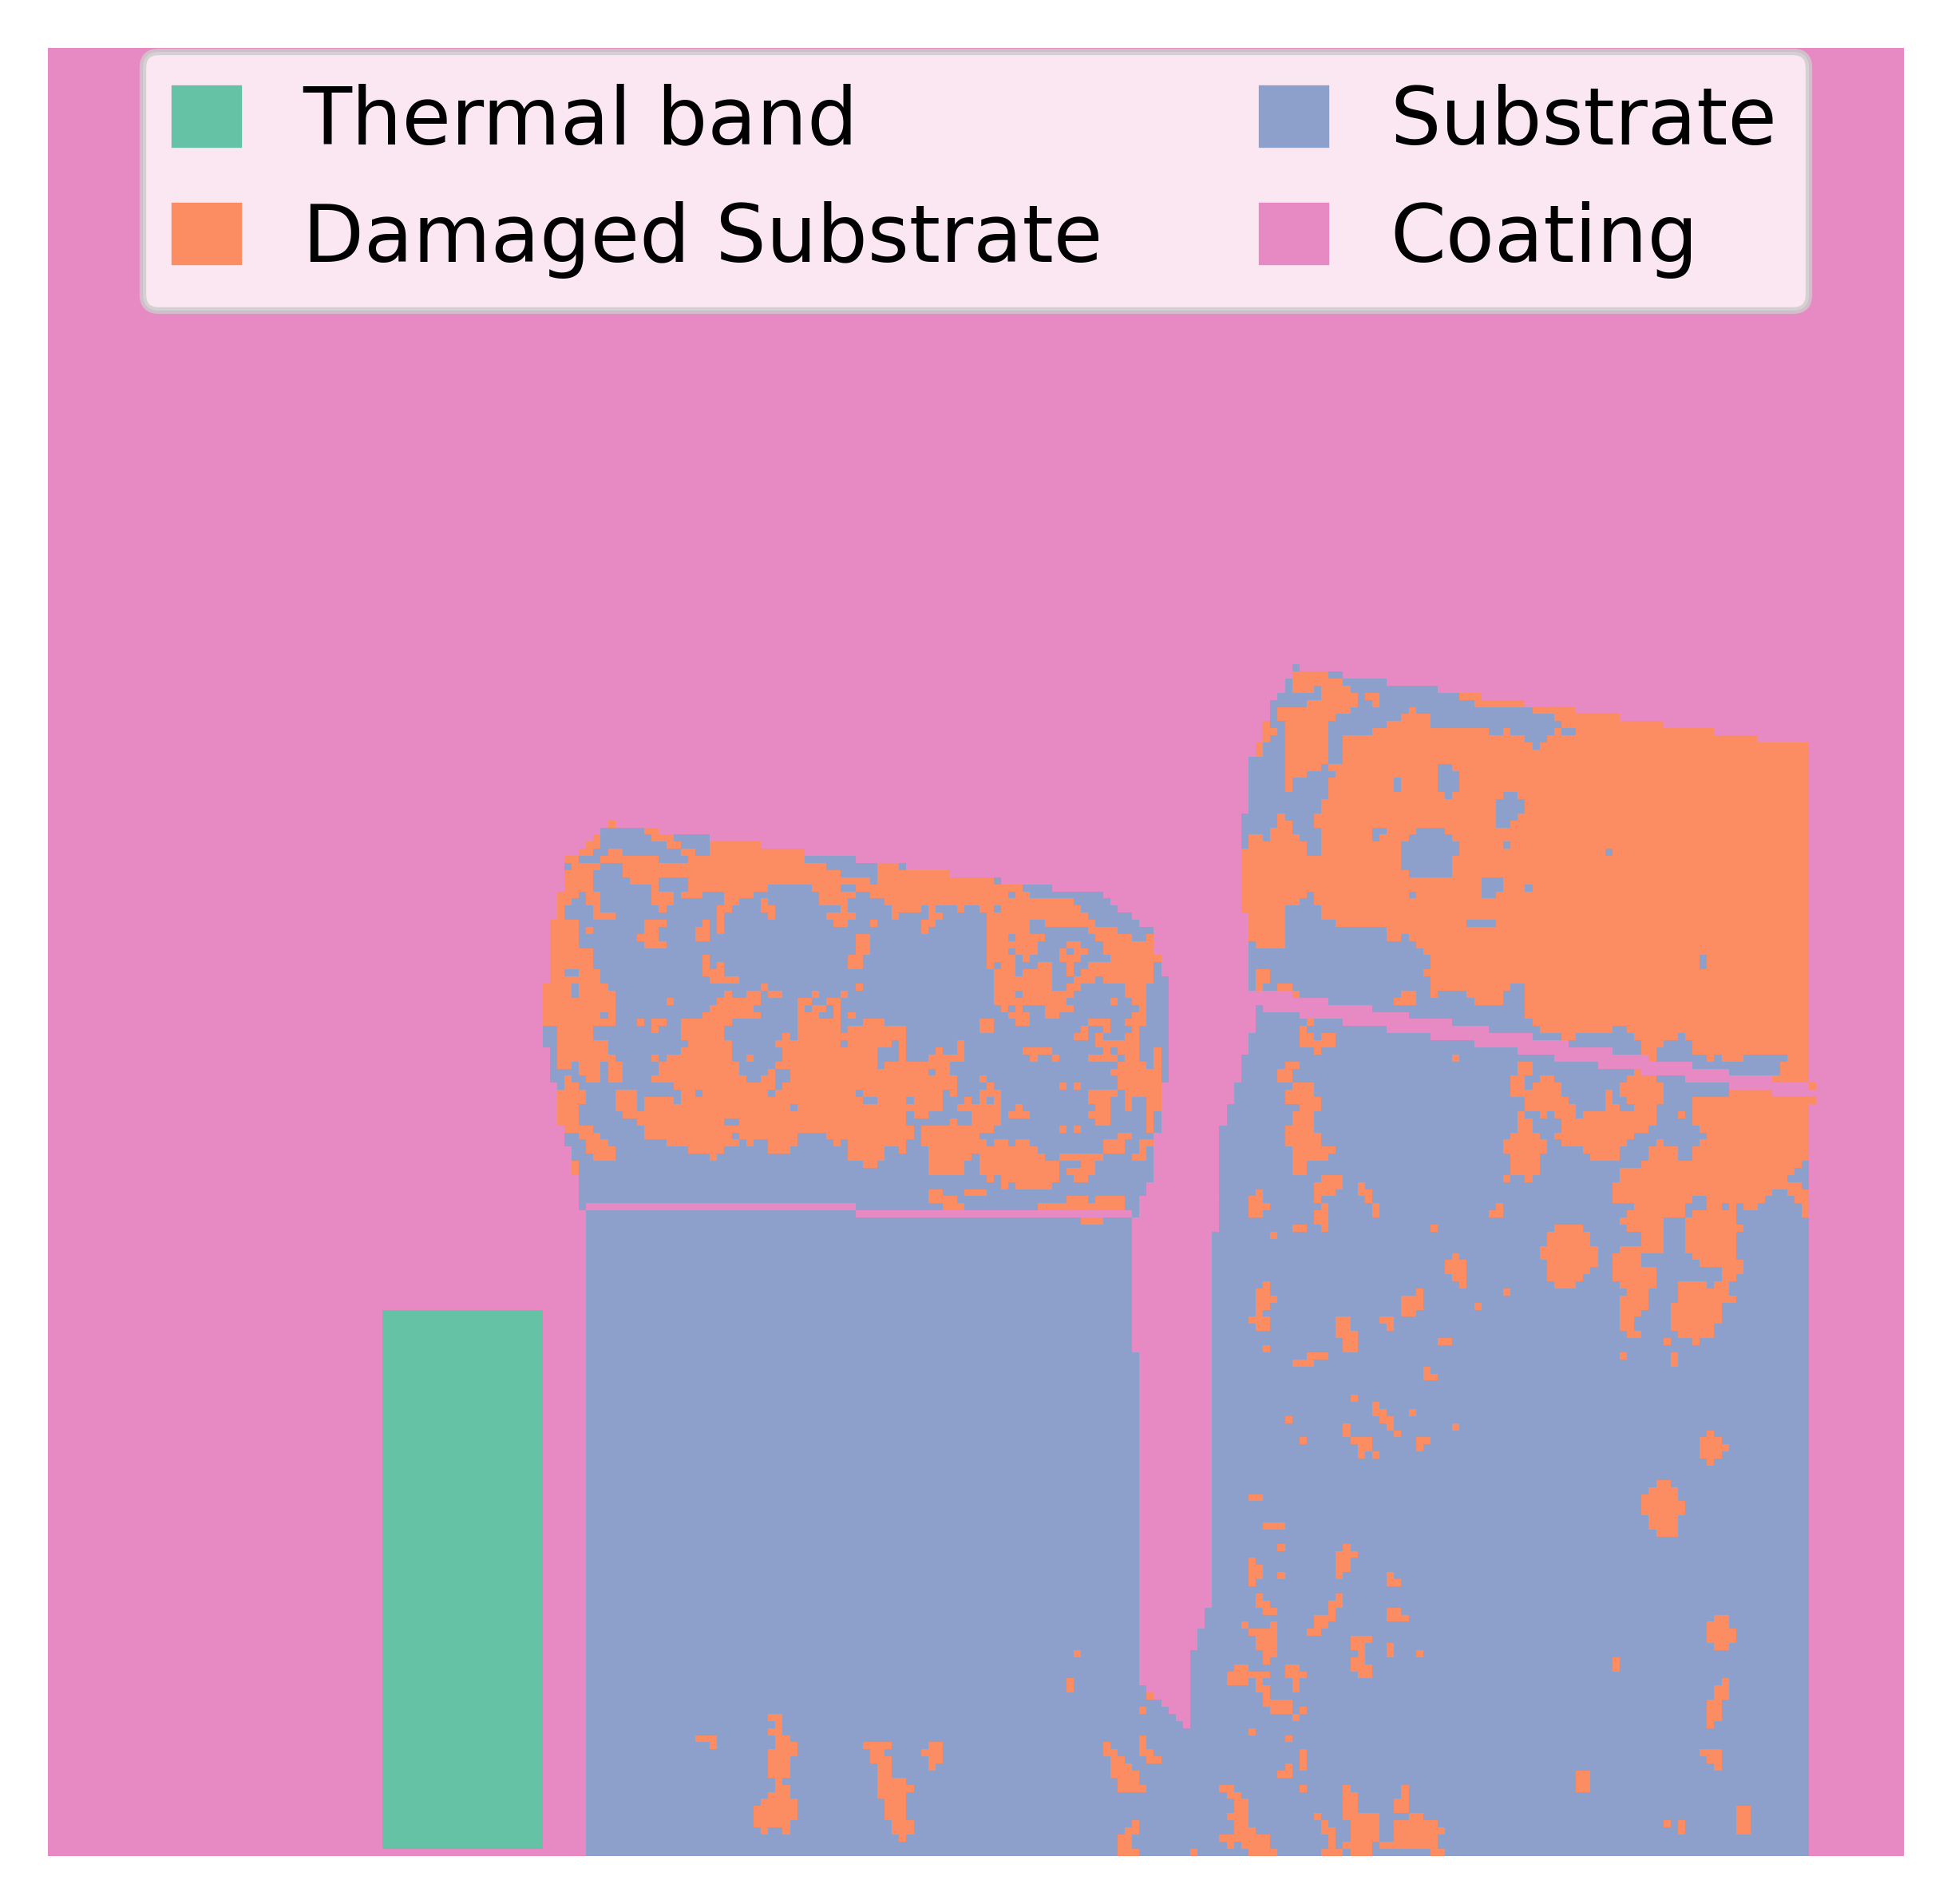 Thermal band
Damaged Substrate
Substrate
Coating